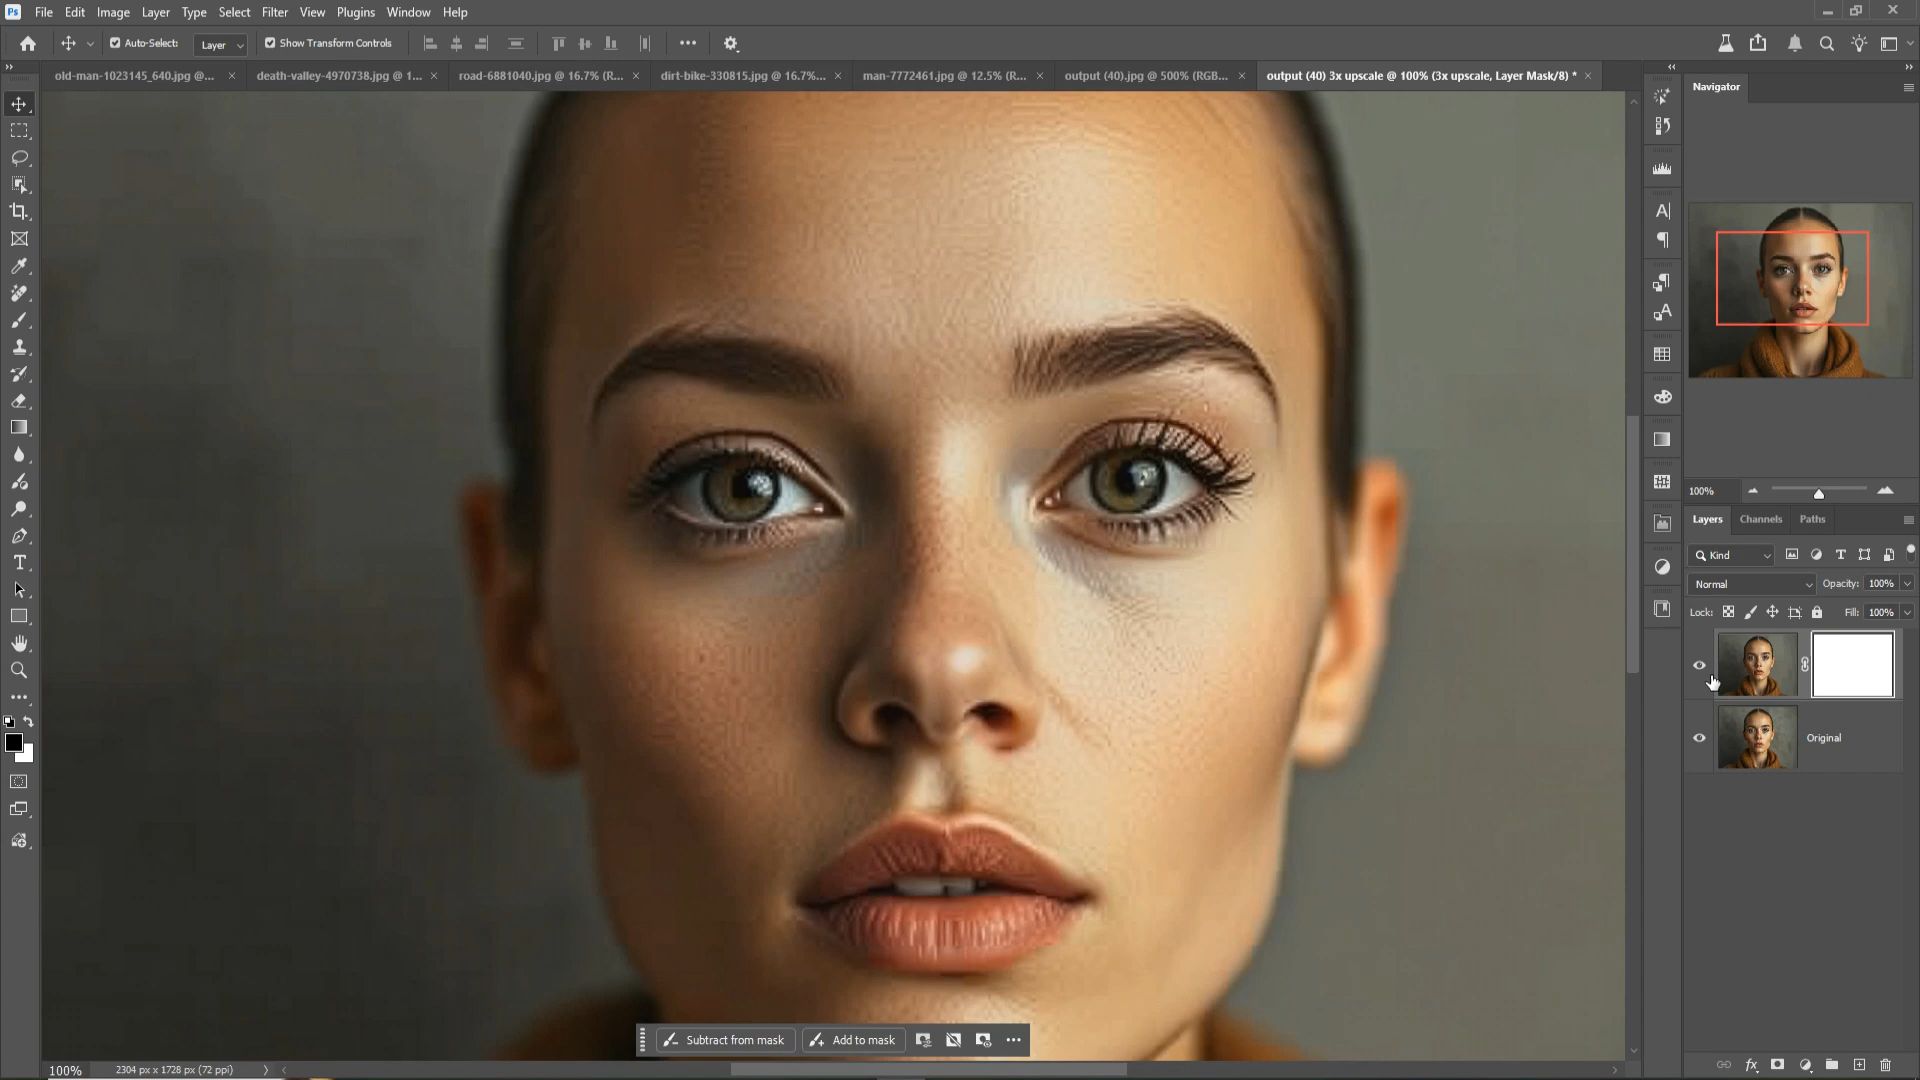 Ps File Edit Image Layer Type Select Filter View Plugins Window Help
Auto-Select: Layer Show Transform Controls
old-man-1023145_640.jpg @... death-valley-4970738.jpg @ 1... road-6881040.jpg @ 16.7% (R... dirt-bike-330815.jpg @ 16.7%... man-7772461.jpg @ 12.5% (R... output (40).jpg @ 500% (RGB... output (40) 3x upscale @ 100% (3x upscale, Layer Mask/8) *
Navigator
100%
Layers Channels Paths
Kind
Normal Opacity: 100%
Lock: Fill: 100%
Original
Subtract from mask Add to mask
100% 2304 px x 1728 px (72 ppi)